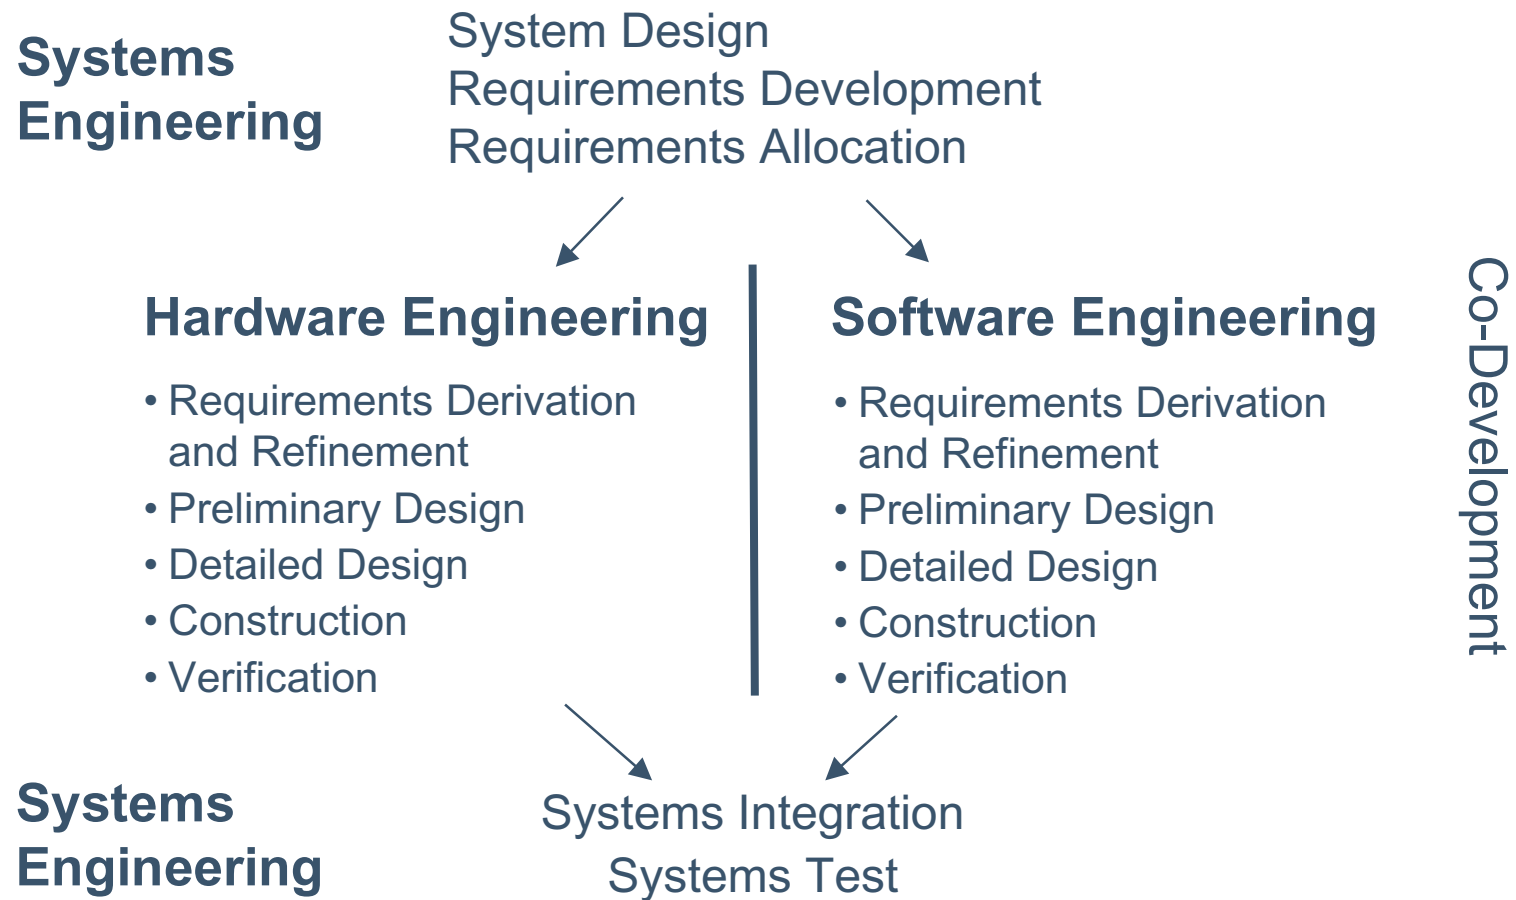 Systems
Engineering
System Design
Requirements Development
Requirements Allocation
Hardware Engineering
• Requirements Derivation
and Refinement
• Preliminary Design
• Detailed Design
• Construction
• Verification
Software Engineering
• Requirements Derivation
and Refinement
• Preliminary Design
• Detailed Design
• Construction
• Verification
Co-Development
Systems
Engineering
Systems Integration
Systems Test